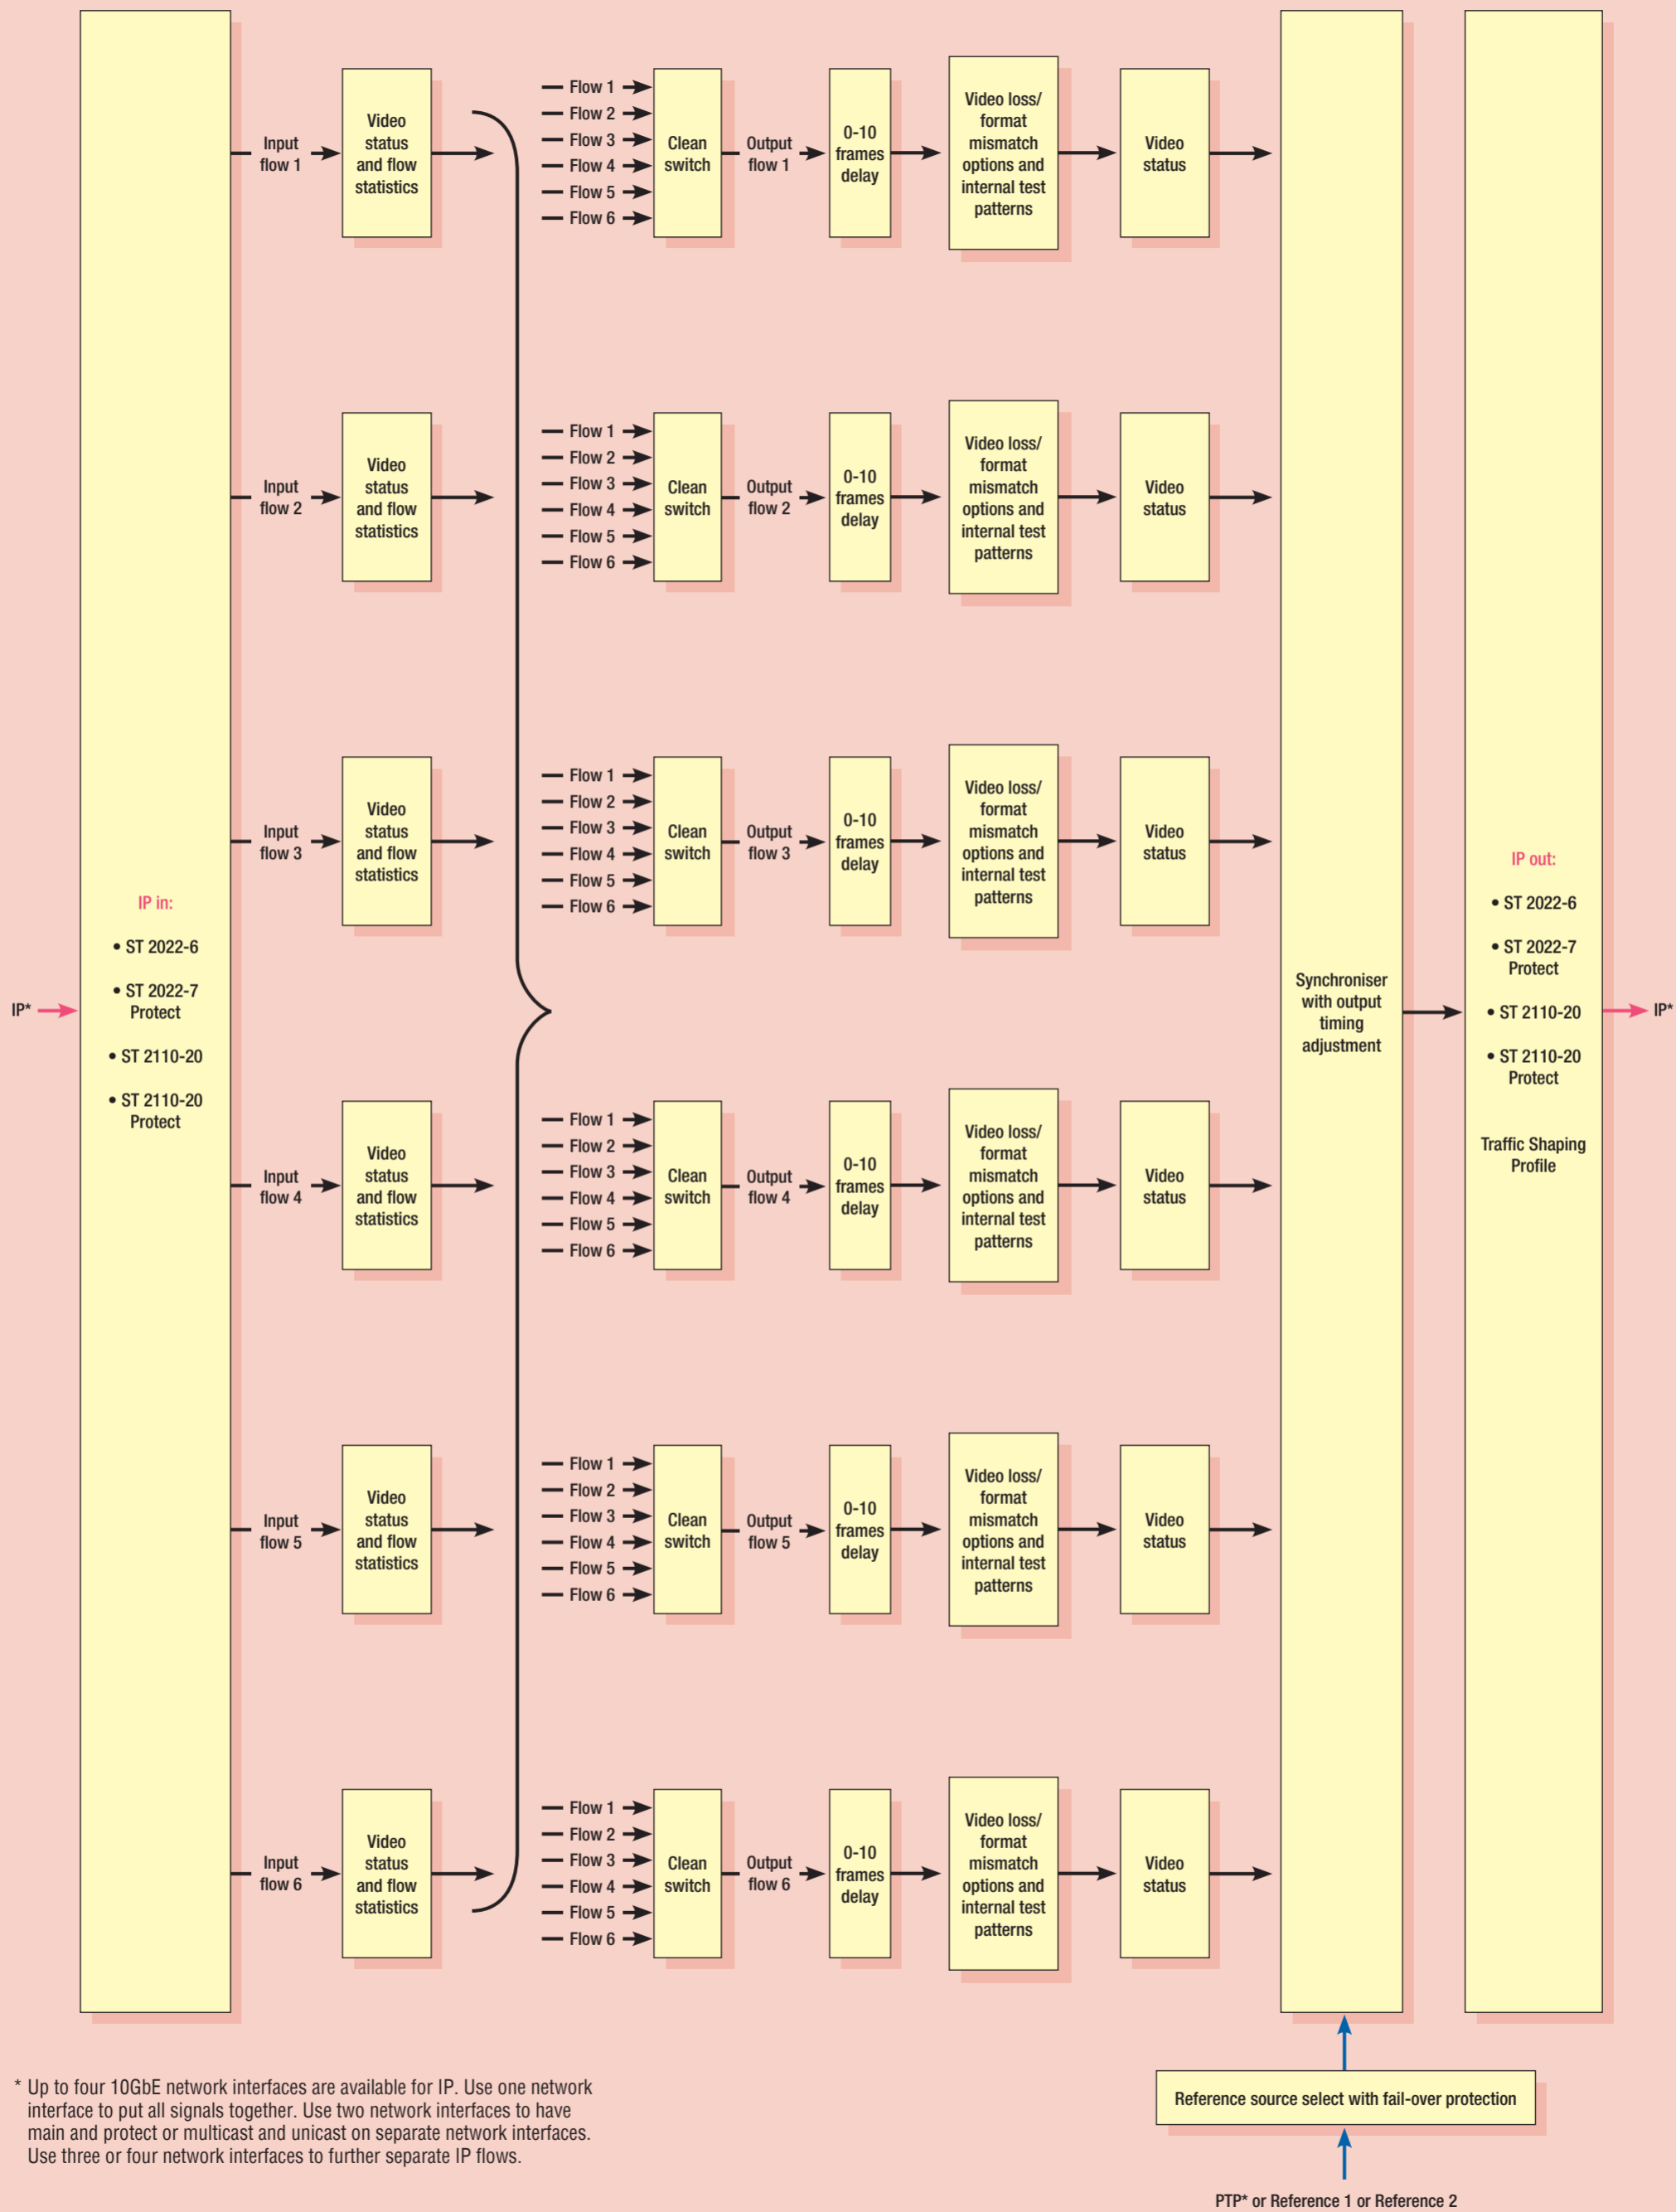 IP*
IP in:
• ST 2022-6
• ST 2022-7
Protect
• ST 2110-20
• ST 2110-20
Protect
Input
flow 1
Video
status
and flow
statistics
Flow 1
Flow 2
Flow 3
Flow 4
Flow 5
Flow 6
Clean
switch
Output
flow 1
0-10
frames
delay
Video loss/
format
mismatch
options and
internal test
patterns
Video
status
Input
flow 2
Video
status
and flow
statistics
Flow 1
Flow 2
Flow 3
Flow 4
Flow 5
Flow 6
Clean
switch
Output
flow 2
0-10
frames
delay
Video loss/
format
mismatch
options and
internal test
patterns
Video
status
Input
flow 3
Video
status
and flow
statistics
Flow 1
Flow 2
Flow 3
Flow 4
Flow 5
Flow 6
Clean
switch
Output
flow 3
0-10
frames
delay
Video loss/
format
mismatch
options and
internal test
patterns
Video
status
Input
flow 4
Video
status
and flow
statistics
Flow 1
Flow 2
Flow 3
Flow 4
Flow 5
Flow 6
Clean
switch
Output
flow 4
0-10
frames
delay
Video loss/
format
mismatch
options and
internal test
patterns
Video
status
Input
flow 5
Video
status
and flow
statistics
Flow 1
Flow 2
Flow 3
Flow 4
Flow 5
Flow 6
Clean
switch
Output
flow 5
0-10
frames
delay
Video loss/
format
mismatch
options and
internal test
patterns
Video
status
Input
flow 6
Video
status
and flow
statistics
Flow 1
Flow 2
Flow 3
Flow 4
Flow 5
Flow 6
Clean
switch
Output
flow 6
0-10
frames
delay
Video loss/
format
mismatch
options and
internal test
patterns
Video
status
Synchroniser
with output
timing
adjustment
IP out:
• ST 2022-6
• ST 2022-7
Protect
• ST 2110-20
• ST 2110-20
Protect
Traffic Shaping
Profile
IP*
* Up to four 10GbE network interfaces are available for IP. Use one network
interface to put all signals together. Use two network interfaces to have
main and protect or multicast and unicast on separate network interfaces.
Use three or four network interfaces to further separate IP flows.
Reference source select with fail-over protection
PTP* or Reference 1 or Reference 2